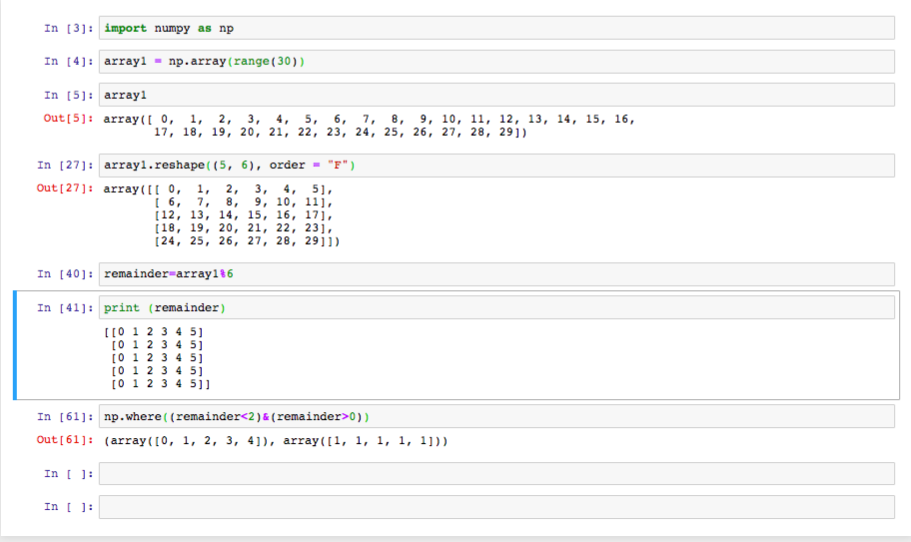 In [3]: import numpy as np
In [4]: array1 = np.array(range(30))
In [5]: array1
Out[5]: array([ 0,  1,  2,  3,  4,  5,  6,  7,  8,  9, 10, 11, 12, 13, 14, 15, 16,
       17, 18, 19, 20, 21, 22, 23, 24, 25, 26, 27, 28, 29])
In [27]: array1.reshape((5, 6), order = "F")
Out[27]: array([[ 0,  1,  2,  3,  4,  5],
       [ 6,  7,  8,  9, 10, 11],
       [12, 13, 14, 15, 16, 17],
       [18, 19, 20, 21, 22, 23],
       [24, 25, 26, 27, 28, 29]])
In [40]: remainder=array1%6
In [41]: print (remainder)
[[0 1 2 3 4 5]
 [0 1 2 3 4 5]
 [0 1 2 3 4 5]
 [0 1 2 3 4 5]
 [0 1 2 3 4 5]]
In [61]: np.where((remainder<2)&(remainder>0))
Out[61]: (array([0, 1, 2, 3, 4]), array([1, 1, 1, 1, 1]))
In [ ]:
In [ ]: